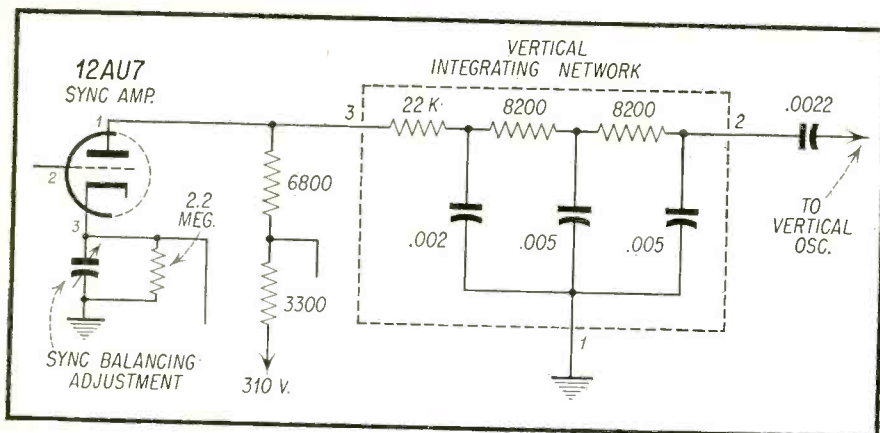 VERTICAL
INTEGRATING NETWORK
12AU7
SYNC AMP.
1
2
3
2.2
MEG.
6800
3300
310 V.
SYNC BALANCING
ADJUSTMENT
3
22 K
8200
8200
2
.0022
.002
.005
.005
1
TO
VERTICAL
OSC.